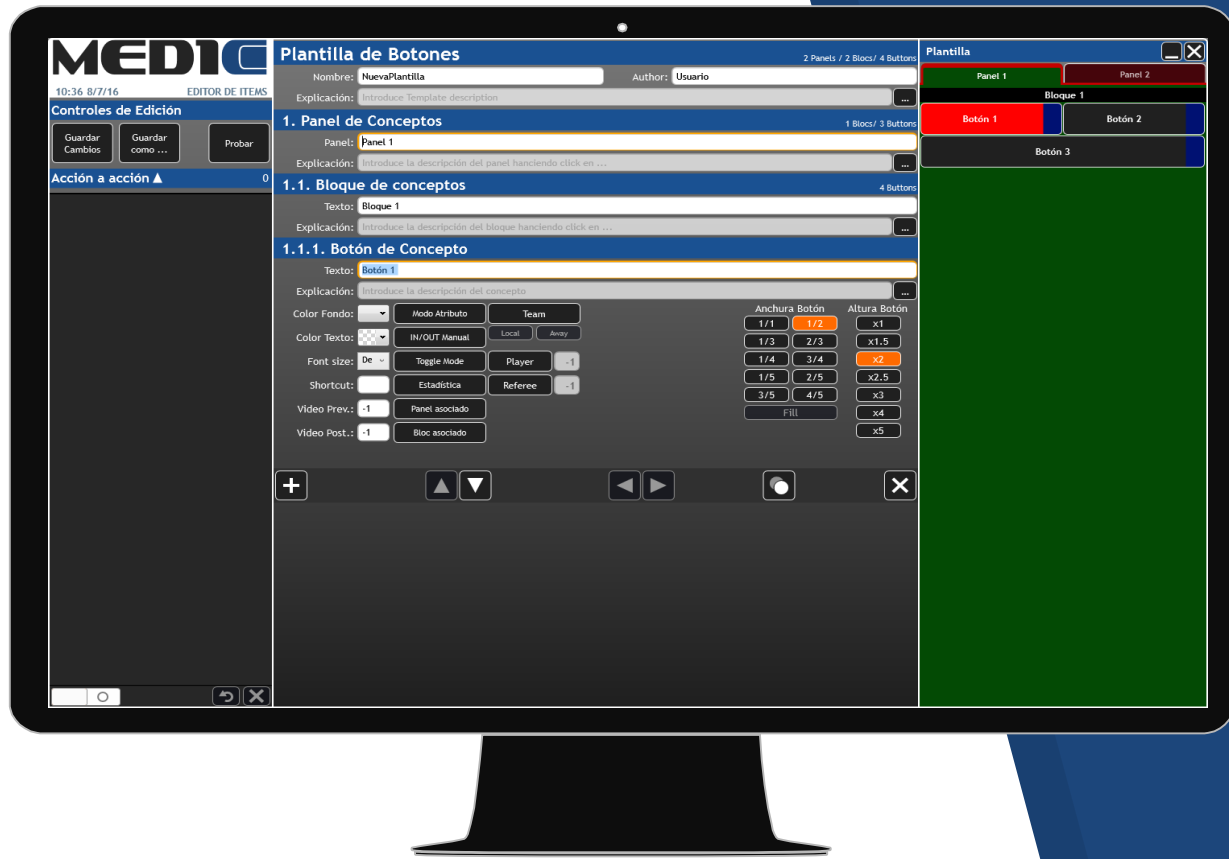 MED1C
10:36 8/7/16 EDITOR DE ITEMS
Controles de Edición
Guardar Cambios
Guardar como ...
Probar
Acción a acción ▲ 0
Plantilla de Botones 2 Panels / 2 Blocs/ 4 Buttons
Nombre: NuevaPlantilla Author: Usuario
Explicación: Introduce Template description ...
1. Panel de Conceptos 1 Blocs/ 3 Buttons
Panel: Panel 1
Explicación: Introduce la descripción del panel hanciendo click en ... ...
1.1. Bloque de conceptos 4 Buttons
Texto: Bloque 1
Explicación: Introduce la descripción del bloque hanciendo click en ... ...
1.1.1. Botón de Concepto
Texto: Botón 1
Explicación: Introduce la descripción del concepto ...
Color Fondo: Modo Atributo Team
Color Texto: IN/OUT Manual Local Away
Font size: De Toggle Mode Player -1
Shortcut: Estadística Referee -1
Video Prev.: -1 Panel asociado
Video Post.: -1 Bloc asociado
Anchura Botón Altura Botón
1/1 1/2 x1
1/3 2/3 x1.5
1/4 3/4 x2
1/5 2/5 x2.5
3/5 4/5 x3
Fill x4
x5
Plantilla
Panel 1 Panel 2
Bloque 1
Botón 1 Botón 2
Botón 3